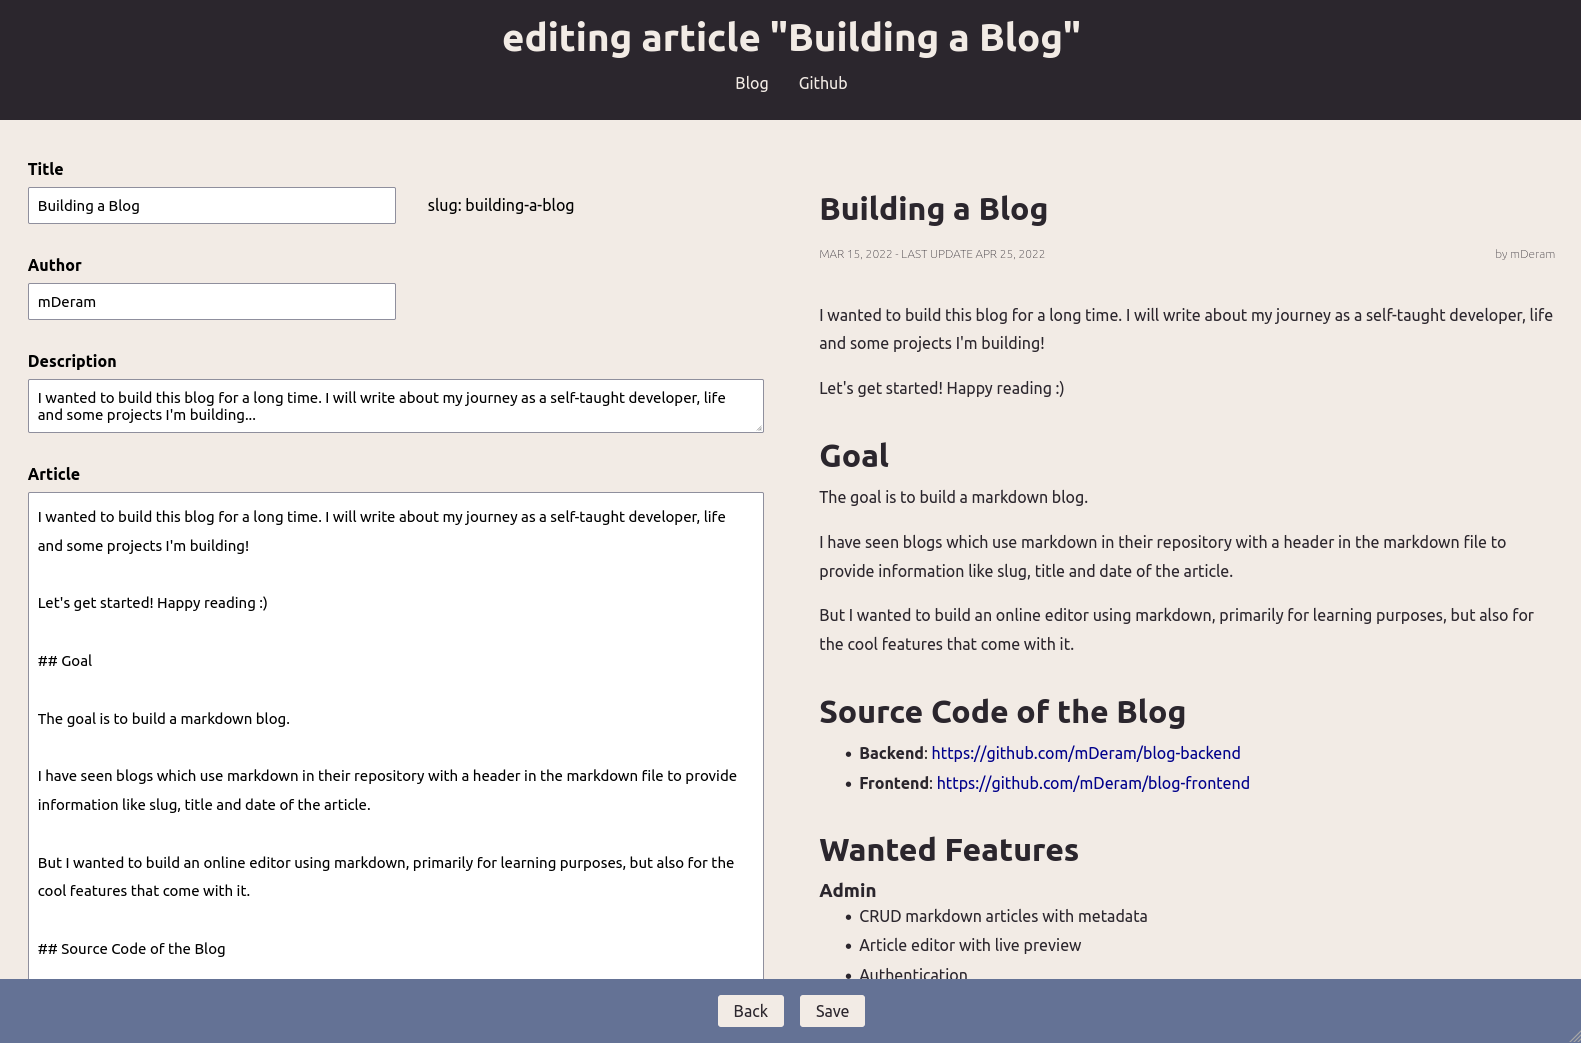 editing article "Building a Blog"
Blog Github
Title
Building a Blog
slug: building-a-blog
Author
mDeram
Description
I wanted to build this blog for a long time. I will write about my journey as a self-taught developer, life
and some projects I'm building...
Article
I wanted to build this blog for a long time. I will write about my journey as a self-taught developer, life
and some projects I'm building!
Let's get started! Happy reading :)
## Goal
The goal is to build a markdown blog.
I have seen blogs which use markdown in their repository with a header in the markdown file to provide
information like slug, title and date of the article.
But I wanted to build an online editor using markdown, primarily for learning purposes, but also for the
cool features that come with it.
## Source Code of the Blog
Building a Blog
MAR 15, 2022 - LAST UPDATE APR 25, 2022
by mDeram
I wanted to build this blog for a long time. I will write about my journey as a self-taught developer, life
and some projects I'm building!
Let's get started! Happy reading :)
Goal
The goal is to build a markdown blog.
I have seen blogs which use markdown in their repository with a header in the markdown file to
provide information like slug, title and date of the article.
But I wanted to build an online editor using markdown, primarily for learning purposes, but also for
the cool features that come with it.
Source Code of the Blog
• Backend: https://github.com/mDeram/blog-backend
• Frontend: https://github.com/mDeram/blog-frontend
Wanted Features
Admin
• CRUD markdown articles with metadata
• Article editor with live preview
• Authentication
Back Save